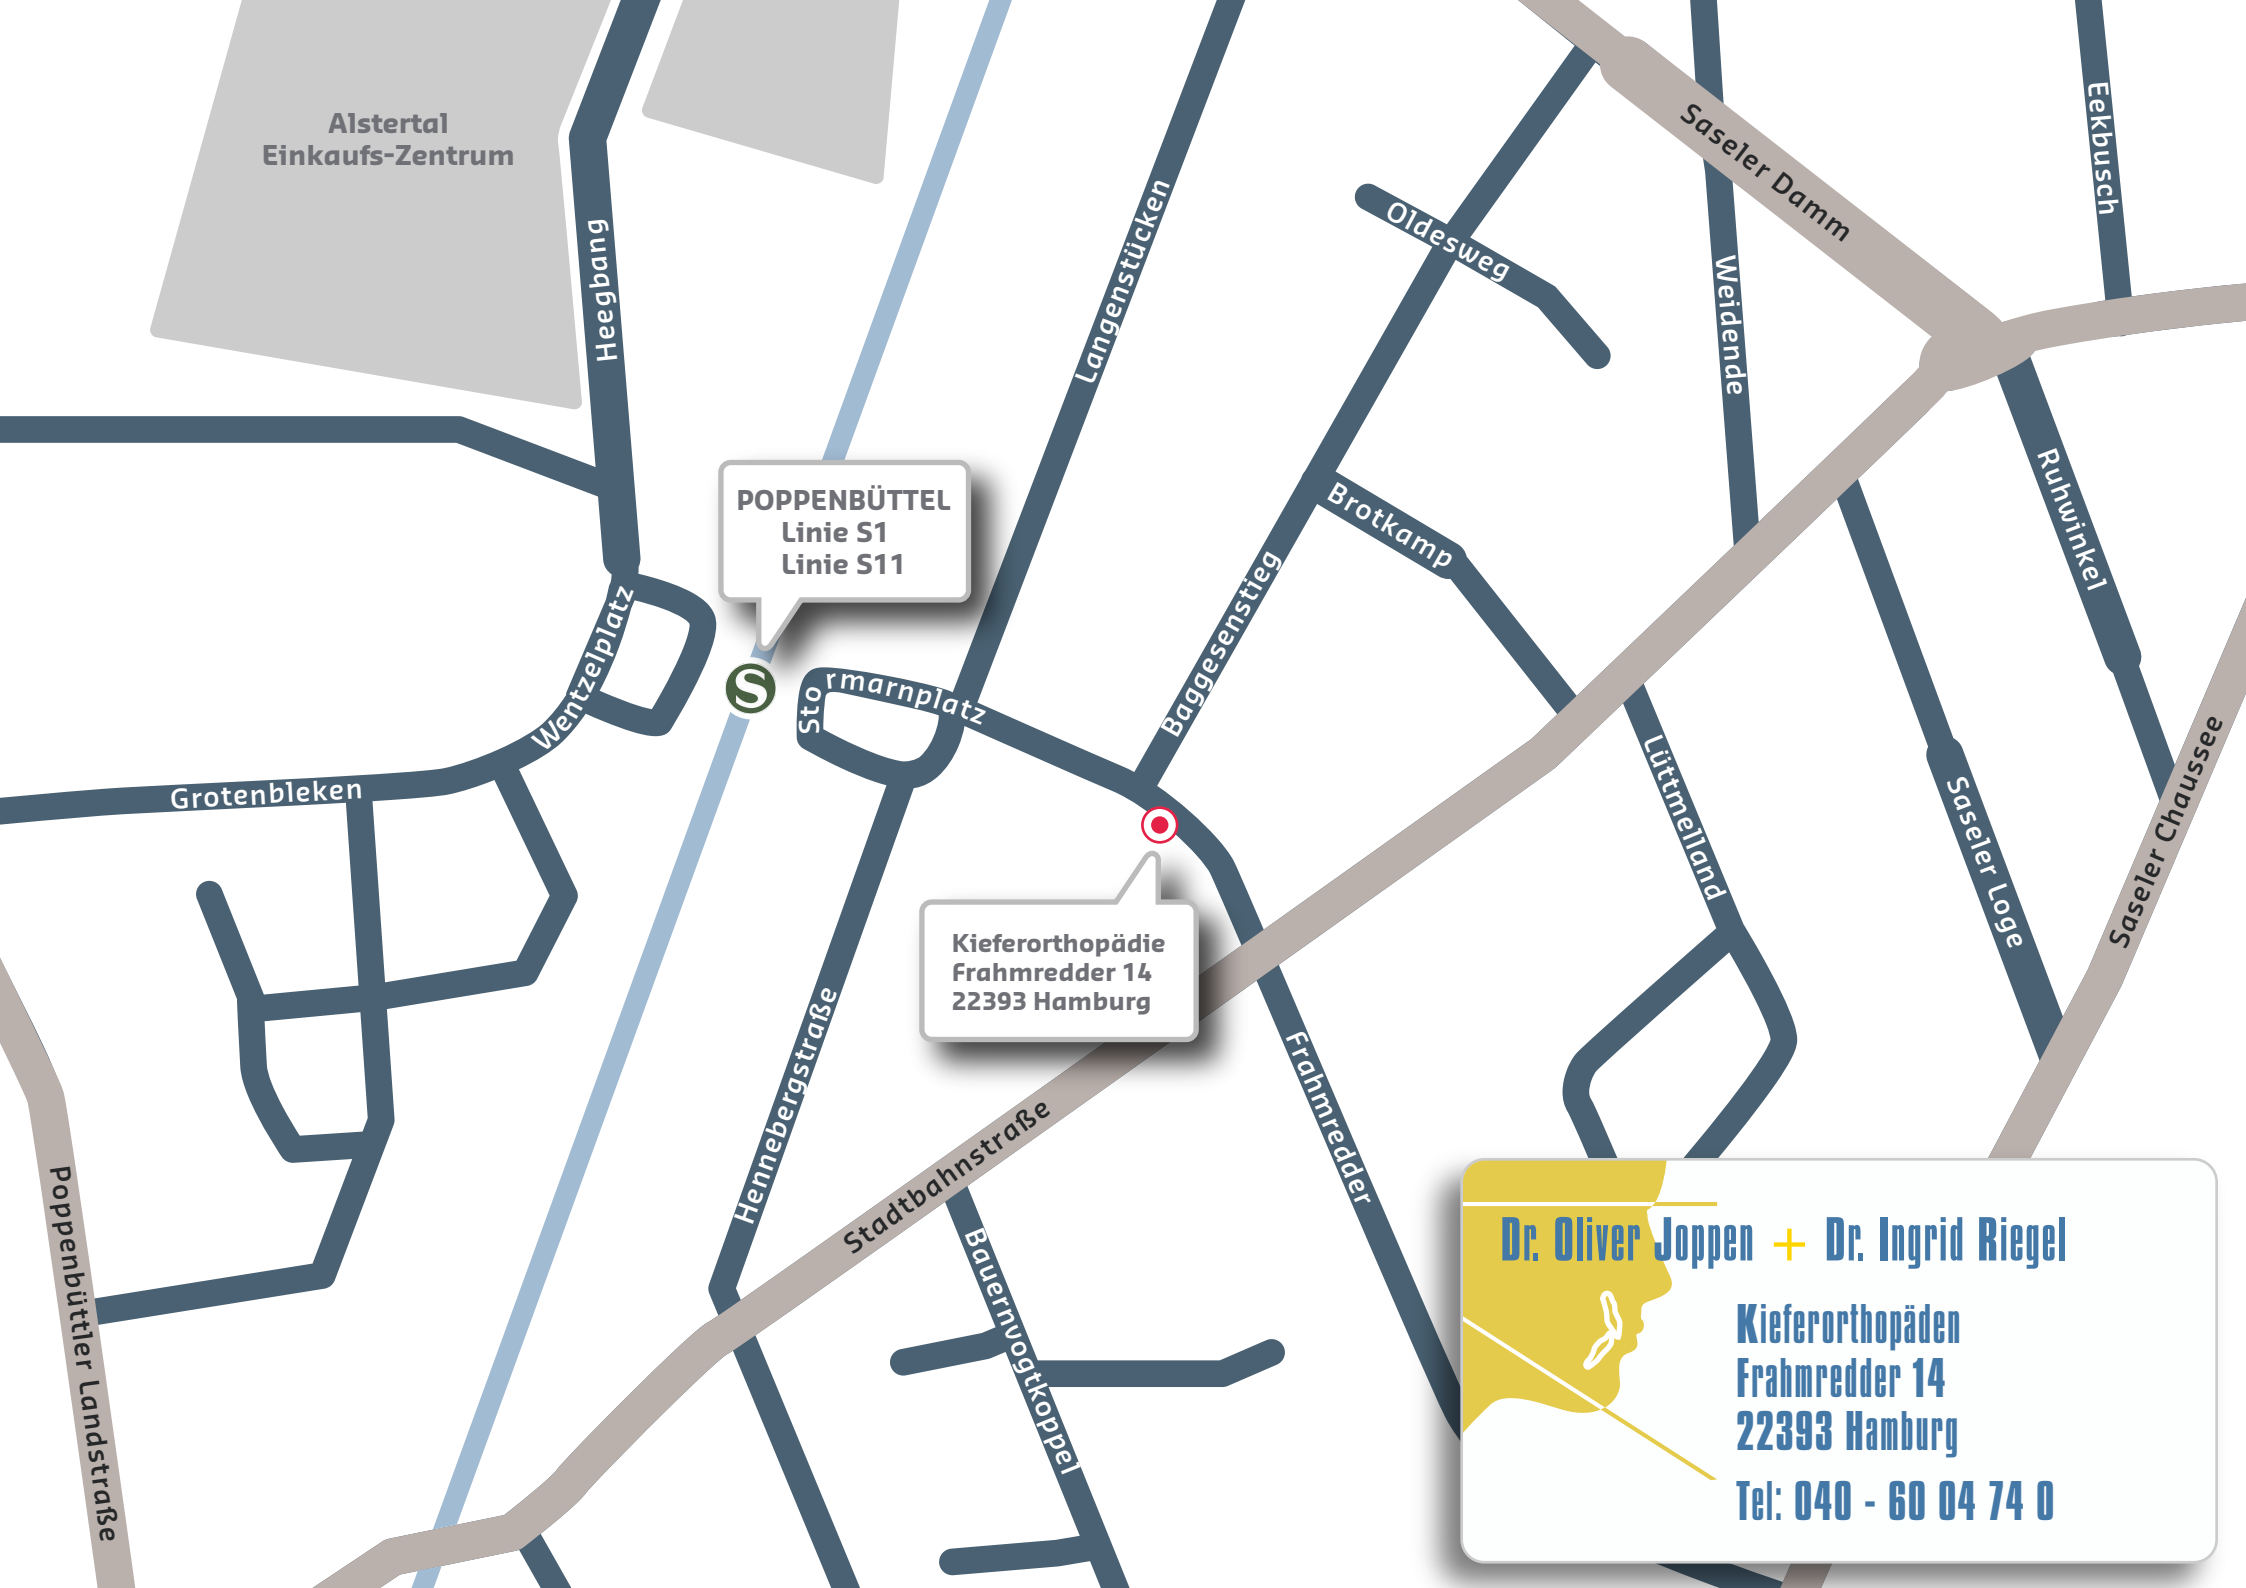 Alstertal
Einkaufs-Zentrum
Heegbarg
Langenstücken
Oldesweg
Saseler Damm
Weidende
Eekbusch
POPPENBÜTTEL
Linie S1
Linie S11
S
Wentzelplatz
Stormarnplatz
Baggesenstieg
Brotkamp
Ruhwinkel
Grotenbleken
Lüttmelland
Saseler Loge
Saseler Chaussee
Kieferorthopädie
Frahmredder 14
22393 Hamburg
Hennebergstraße
Stadtbahnstraße
Frahmredder
Bauernvogtkoppel
Poppenbüttler Landstraße
Dr. Oliver Joppen + Dr. Ingrid Riegel
Kieferorthopäden
Frahmredder 14
22393 Hamburg
Tel: 040 - 60 04 74 0